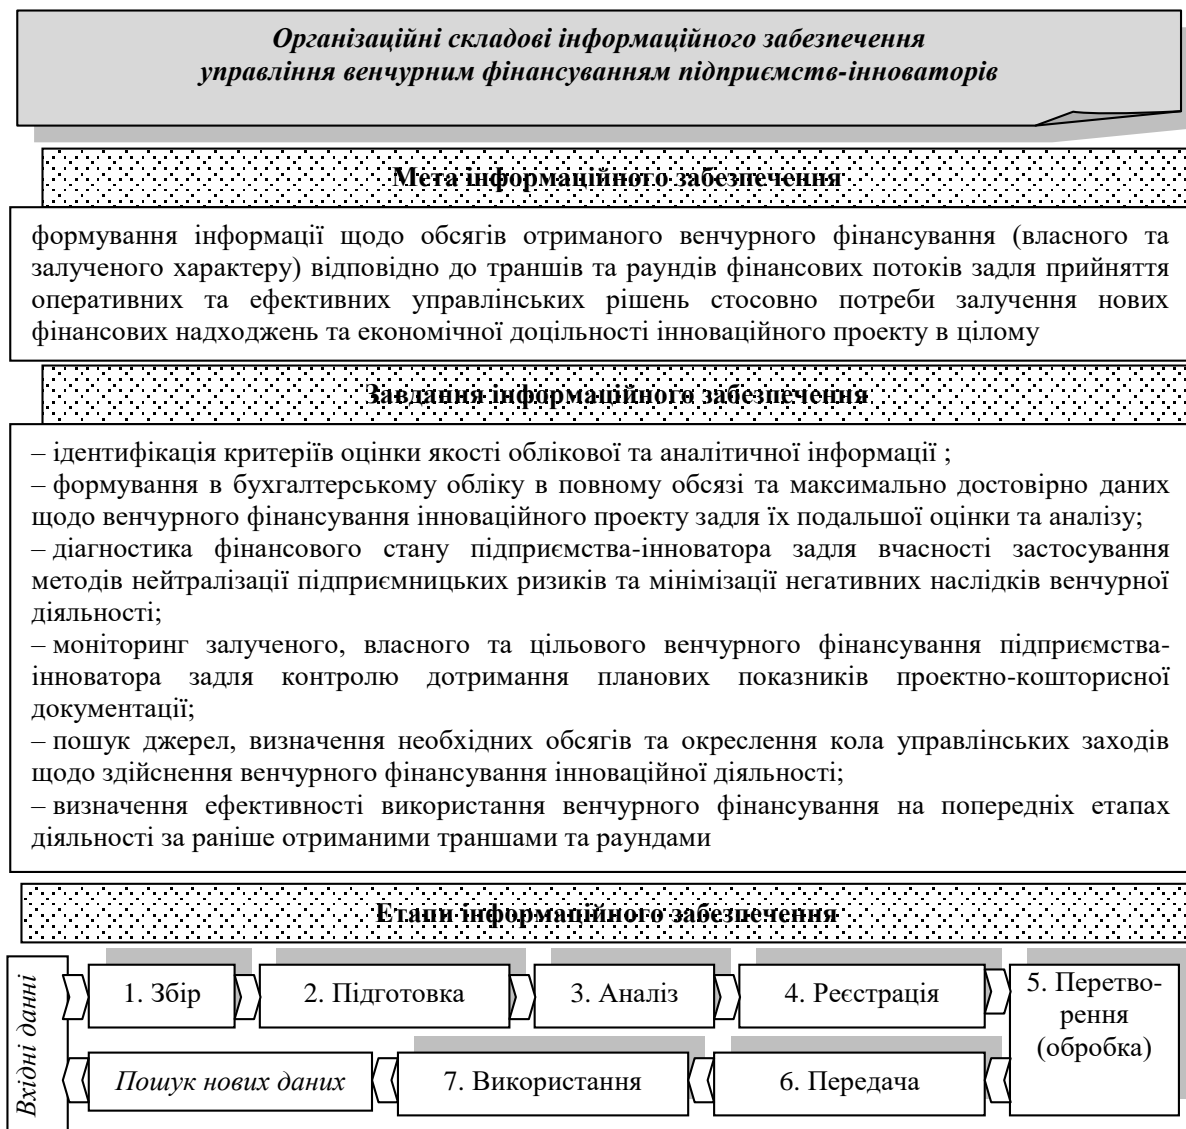 Організаційні складові інформаційного забезпечення
управління венчурним фінансуванням підприємств-інноваторів
Мета інформаційного забезпечення
формування інформації щодо обсягів отриманого венчурного фінансування (власного та
залученого характеру) відповідно до траншів та раундів фінансових потоків задля прийняття
оперативних та ефективних управлінських рішень стосовно потреби залучення нових
фінансових надходжень та економічної доцільності інноваційного проекту в цілому
Завдання інформаційного забезпечення
– ідентифікація критеріїв оцінки якості облікової та аналітичної інформації ;
– формування в бухгалтерському обліку в повному обсязі та максимально достовірно даних
щодо венчурного фінансування інноваційного проекту задля їх подальшої оцінки та аналізу;
– діагностика фінансового стану підприємства-інноватора задля вчасності застосування
методів нейтралізації підприємницьких ризиків та мінімізації негативних наслідків венчурної
діяльності;
– моніторинг залученого, власного та цільового венчурного фінансування підприємства-
інноватора задля контролю дотримання планових показників проектно-кошторисної
документації;
– пошук джерел, визначення необхідних обсягів та окреслення кола управлінських заходів
щодо здійснення венчурного фінансування інноваційної діяльності;
– визначення ефективності використання венчурного фінансування на попередніх етапах
діяльності за раніше отриманими траншами та раундами
Етапи інформаційного забезпечення
Вхідні данні
1. Збір
2. Підготовка
3. Аналіз
4. Реєстрація
5. Перетво-
рення
(обробка)
6. Передача
7. Використання
Пошук нових даних